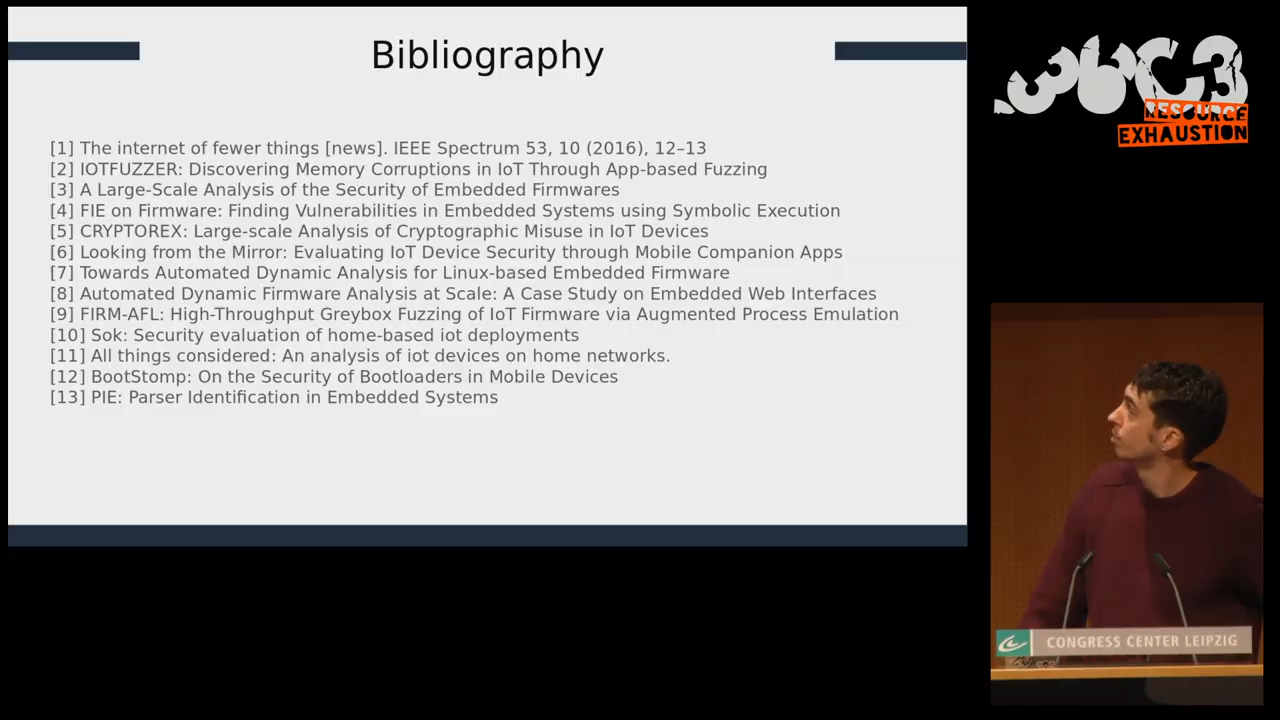 Bibliography
[1] The internet of fewer things [news]. IEEE Spectrum 53, 10 (2016), 12–13
[2] IOTFUZZER: Discovering Memory Corruptions in IoT Through App-based Fuzzing
[3] A Large-Scale Analysis of the Security of Embedded Firmwares
[4] FIE on Firmware: Finding Vulnerabilities in Embedded Systems using Symbolic Execution
[5] CRYPTOREX: Large-scale Analysis of Cryptographic Misuse in IoT Devices
[6] Looking from the Mirror: Evaluating IoT Device Security through Mobile Companion Apps
[7] Towards Automated Dynamic Analysis for Linux-based Embedded Firmware
[8] Automated Dynamic Firmware Analysis at Scale: A Case Study on Embedded Web Interfaces
[9] FIRM-AFL: High-Throughput Greybox Fuzzing of IoT Firmware via Augmented Process Emulation
[10] Sok: Security evaluation of home-based iot deployments
[11] All things considered: An analysis of iot devices on home networks.
[12] BootStomp: On the Security of Bootloaders in Mobile Devices
[13] PIE: Parser Identification in Embedded Systems
36C3
RESOURCE
EXHAUSTION
CONGRESS CENTER LEIPZIG